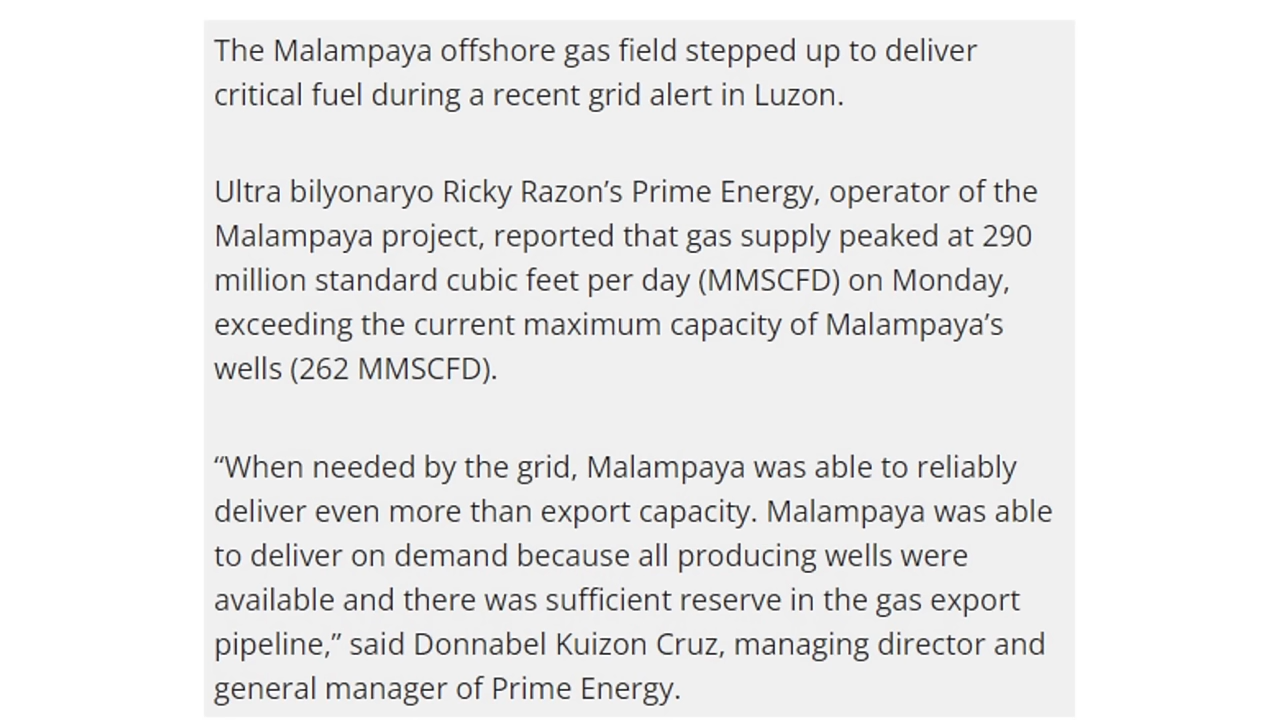 The Malampaya offshore gas field stepped up to deliver
critical fuel during a recent grid alert in Luzon.
Ultra bilyonaryo Ricky Razon’s Prime Energy, operator of the
Malampaya project, reported that gas supply peaked at 290
million standard cubic feet per day (MMSCFD) on Monday,
exceeding the current maximum capacity of Malampaya’s
wells (262 MMSCFD).
“When needed by the grid, Malampaya was able to reliably
deliver even more than export capacity. Malampaya was able
to deliver on demand because all producing wells were
available and there was sufficient reserve in the gas export
pipeline,” said Donnabel Kuizon Cruz, managing director and
general manager of Prime Energy.